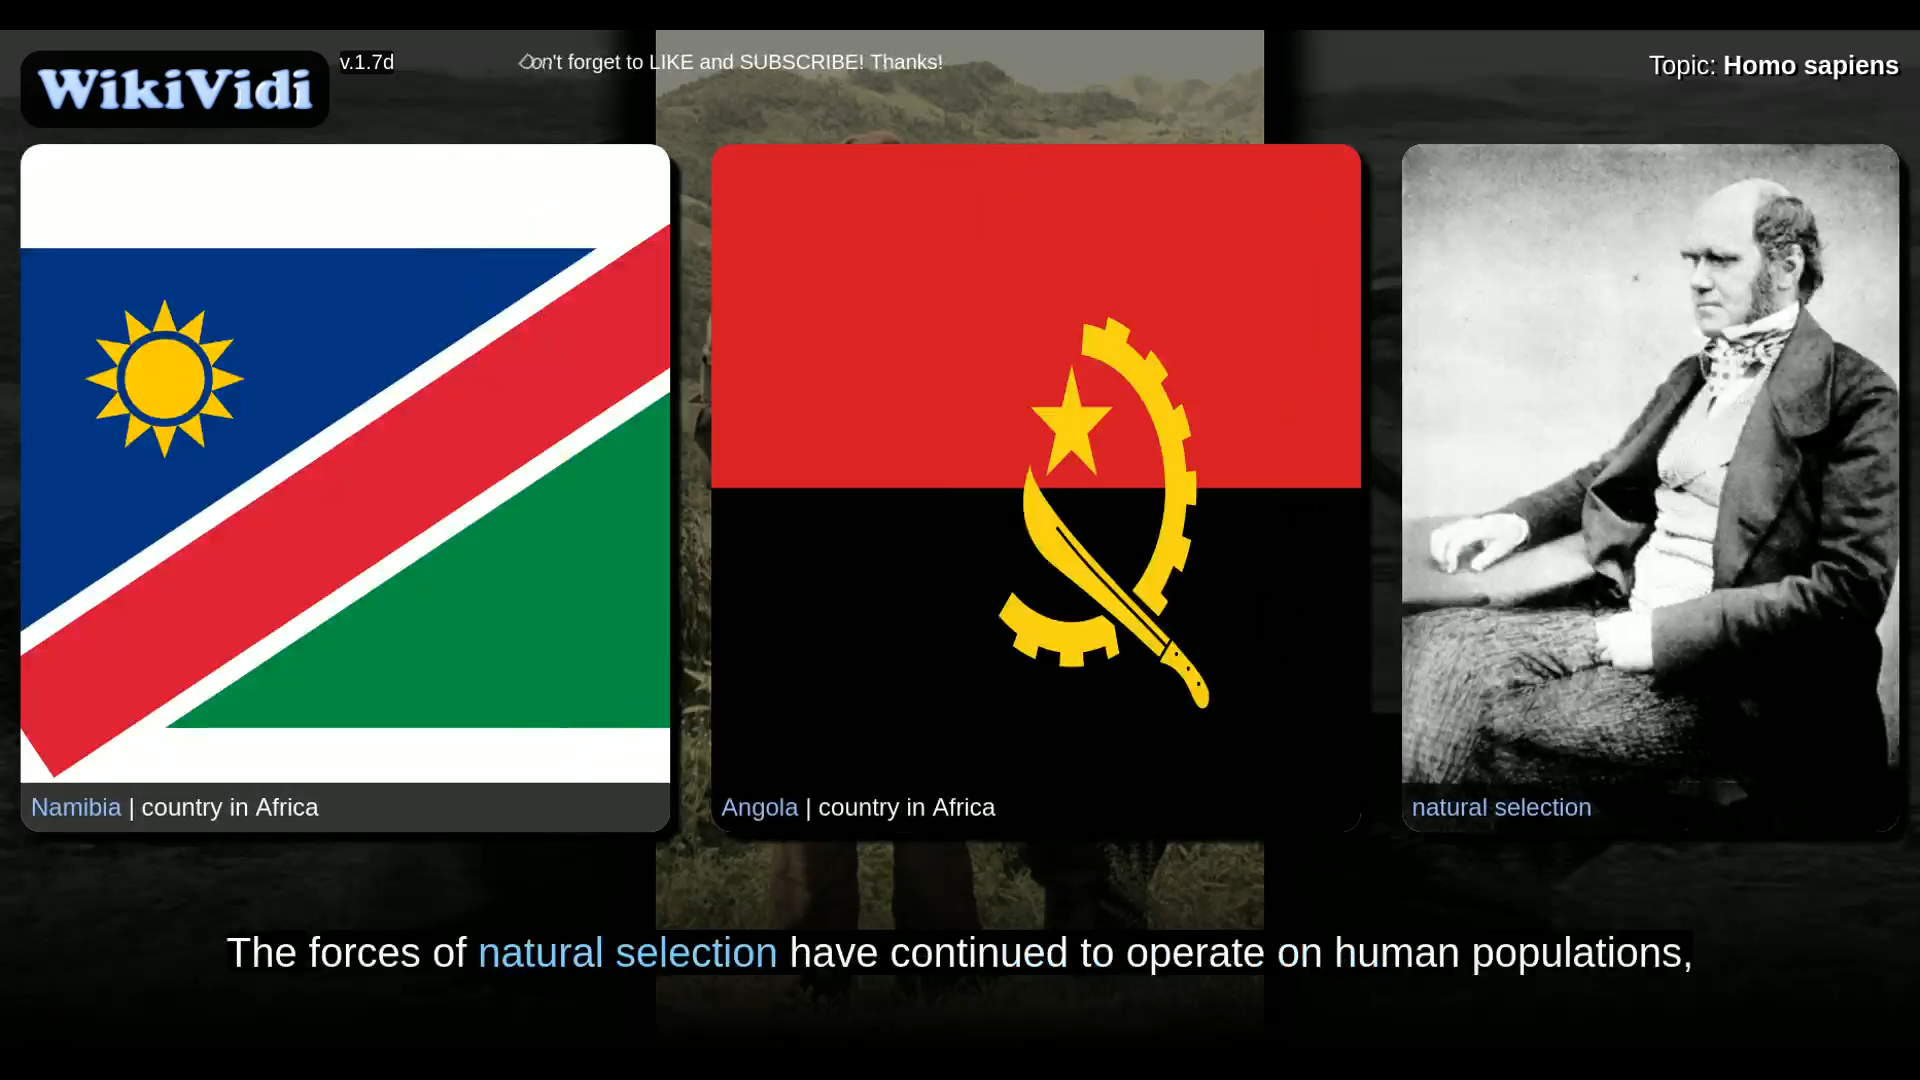 WikiVidi
v.1.7d
Don't forget to LIKE and SUBSCRIBE! Thanks!
Topic: Homo sapiens
Namibia | country in Africa
Angola | country in Africa
natural selection
The forces of natural selection have continued to operate on human populations,